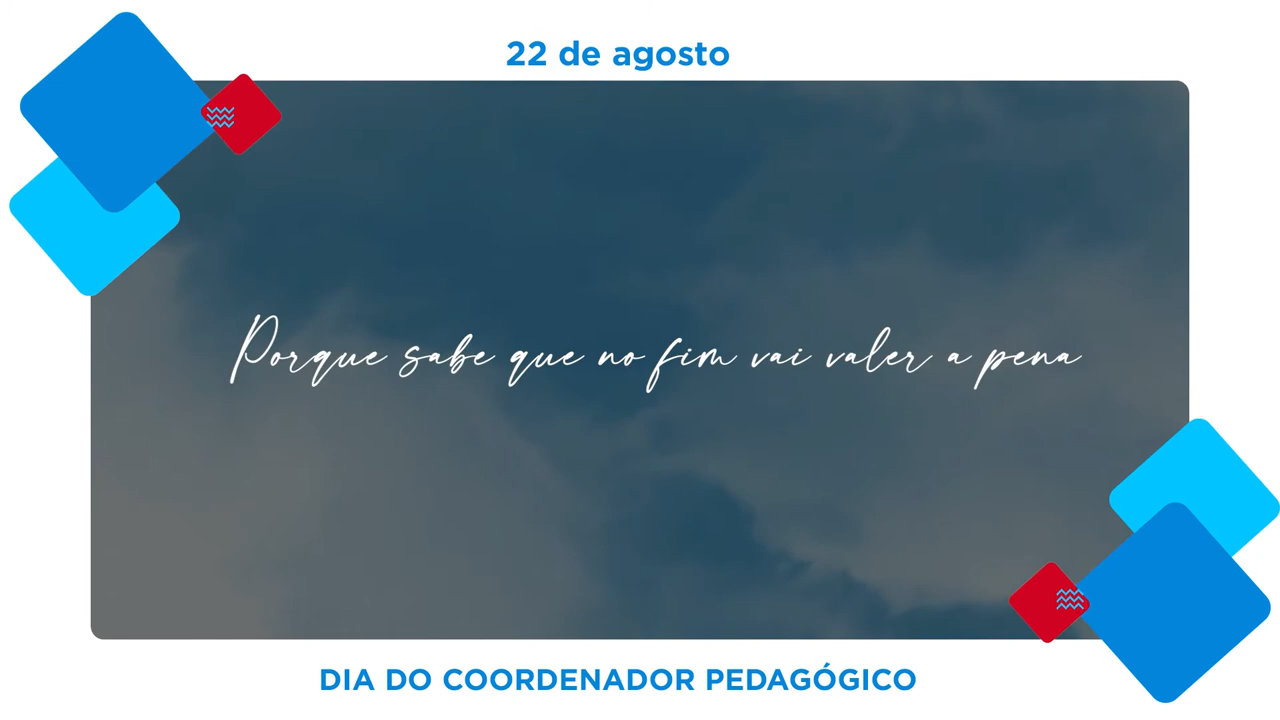 22 de agosto
Porque sabe que no fim vai valer a pena
DIA DO COORDENADOR PEDAGÓGICO